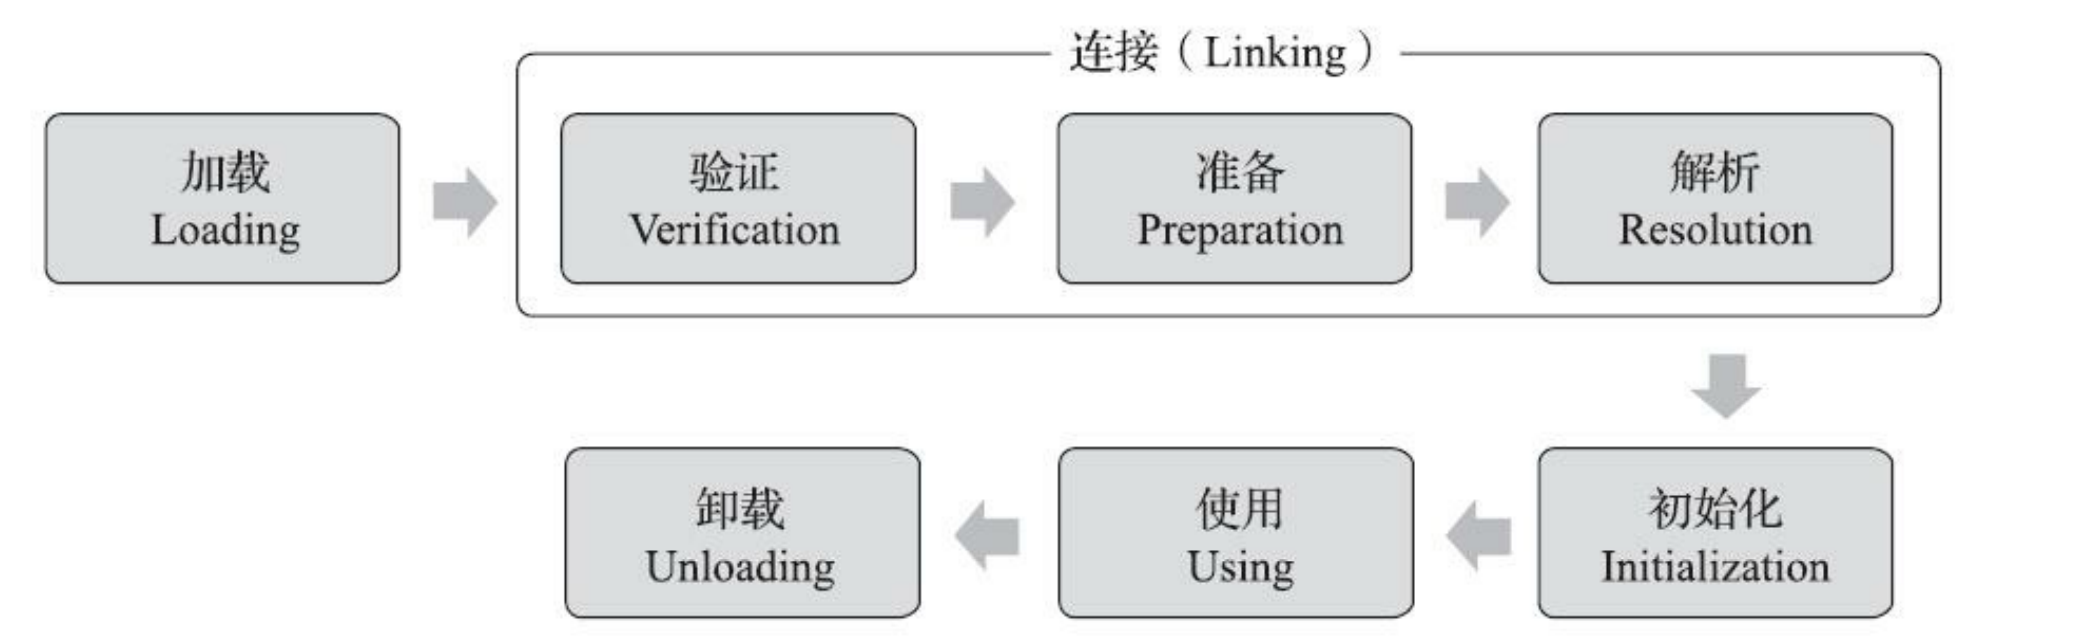 连接（Linking）
加载
Loading
验证
Verification
准备
Preparation
解析
Resolution
初始化
Initialization
使用
Using
卸载
Unloading